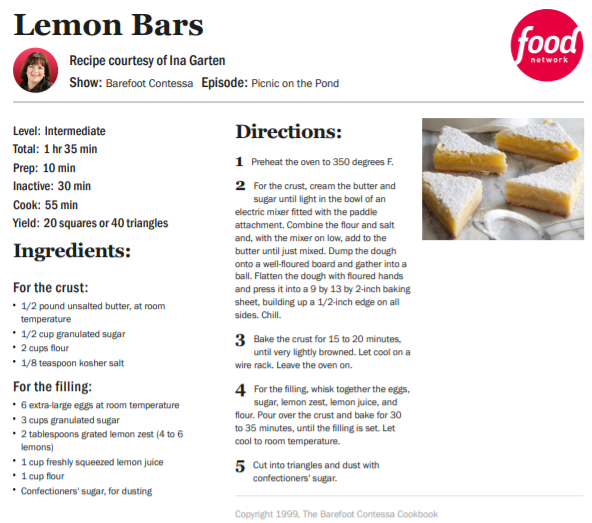 Lemon Bars
food
network
Recipe courtesy of Ina Garten
Show: Barefoot Contessa Episode: Picnic on the Pond
Level: Intermediate
Total: 1 hr 35 min
Prep: 10 min
Inactive: 30 min
Cook: 55 min
Yield: 20 squares or 40 triangles
Ingredients:
For the crust:
• 1/2 pound unsalted butter, at room
temperature
• 1/2 cup granulated sugar
• 2 cups flour
• 1/8 teaspoon kosher salt
For the filling:
• 6 extra-large eggs at room temperature
• 3 cups granulated sugar
• 2 tablespoons grated lemon zest (4 to 6
lemons)
• 1 cup freshly squeezed lemon juice
• 1 cup flour
• Confectioners' sugar, for dusting
Directions:
1 Preheat the oven to 350 degrees F.
2 For the crust, cream the butter and
sugar until light in the bowl of an
electric mixer fitted with the paddle
attachment. Combine the flour and salt
and, with the mixer on low, add to the
butter until just mixed. Dump the dough
onto a well-floured board and gather into a
ball. Flatten the dough with floured hands
and press it into a 9 by 13 by 2-inch baking
sheet, building up a 1/2-inch edge on all
sides. Chill.
3 Bake the crust for 15 to 20 minutes,
until very lightly browned. Let cool on a
wire rack. Leave the oven on.
4 For the filling, whisk together the eggs,
sugar, lemon zest, lemon juice, and
flour. Pour over the crust and bake for 30
to 35 minutes, until the filling is set. Let
cool to room temperature.
5 Cut into triangles and dust with
confectioners' sugar.
Copyright 1999, The Barefoot Contessa Cookbook